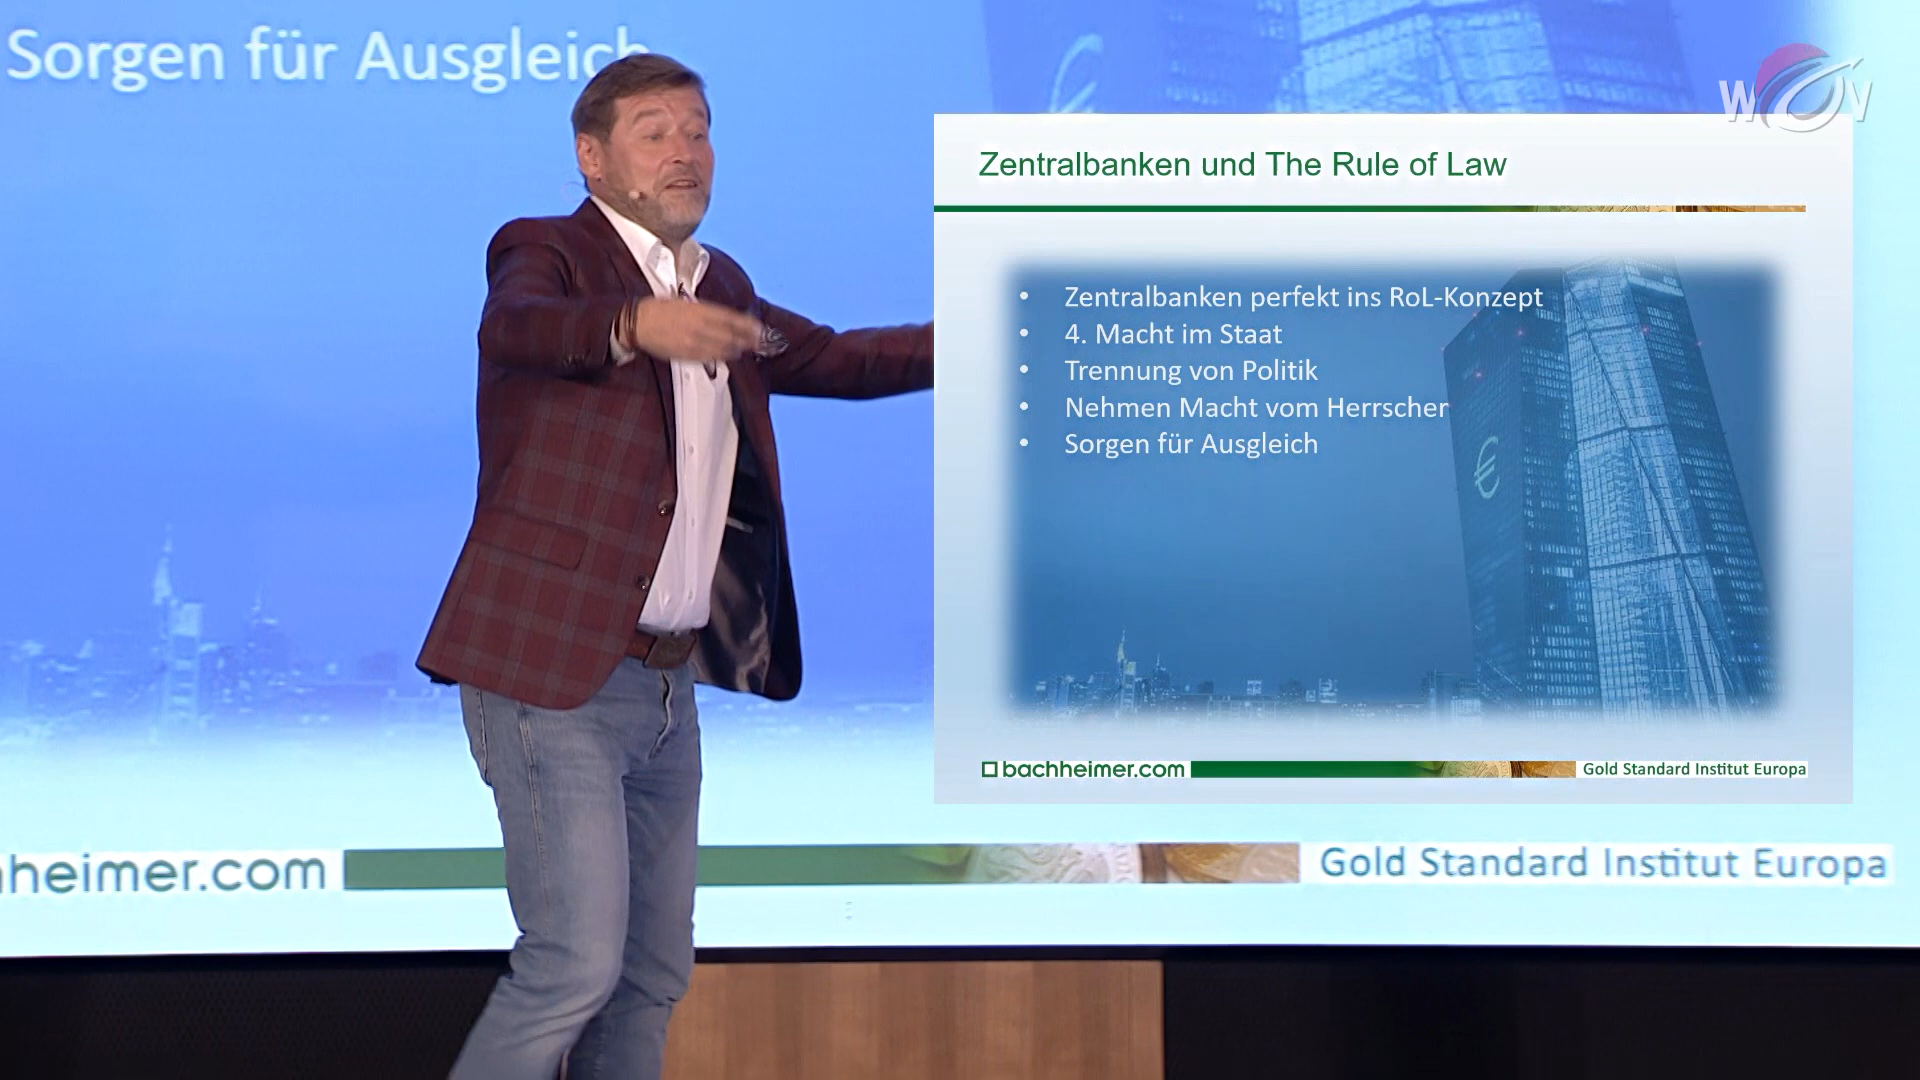 Sorgen für Ausgleich
WOV
Zentralbanken und The Rule of Law
• Zentralbanken perfekt ins RoL-Konzept
• 4. Macht im Staat
• Trennung von Politik
• Nehmen Macht vom Herrscher
• Sorgen für Ausgleich
€
bachheimer.com
Gold Standard Institut Europa
heimer.com
Gold Standard Institut Europa